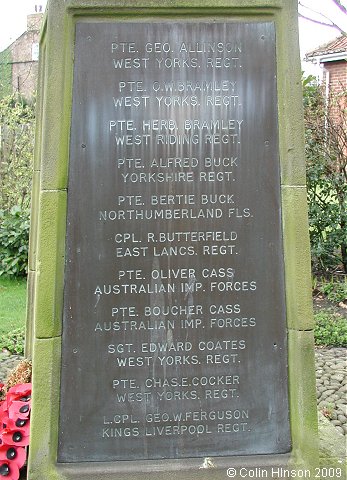 PTE. GEO. ALLINSON
WEST YORKS. REGT.
PTE. O.W. BRAMLEY
WEST YORKS. REGT.
PTE. HERB. BRAMLEY
WEST RIDING REGT.
PTE. ALFRED BUCK
YORKSHIRE REGT.
PTE. BERTIE BUCK
NORTHUMBERLAND FLS.
CPL. R. BUTTERFIELD
EAST LANCS. REGT.
PTE. OLIVER CASS
AUSTRALIAN IMP. FORCES
PTE. BOUCHER CASS
AUSTRALIAN IMP. FORCES
SGT. EDWARD COATES
WEST YORKS. REGT.
PTE. CHAS. E. COCKER
WEST YORKS. REGT.
L. CPL. GEO. W. FERGUSON
KINGS LIVERPOOL REGT.
© Colin Hinson 2009